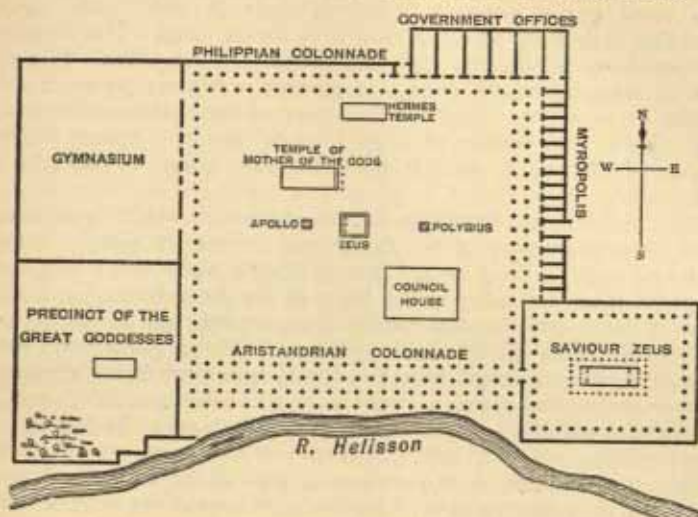 GOVERNMENT OFFICES
PHILIPPIAN COLONNADE
HERMES
TEMPLE
MYROPOLIS
N
W
E
S
GYMNASIUM
TEMPLE OF
MOTHER OF THE GODS
APOLLO
ZEUS
POLYBIUS
COUNCIL
HOUSE
PRECINCT OF THE
GREAT GODDESSES
ARISTANDRIAN COLONNADE
SAVIOUR ZEUS
R. Helisson